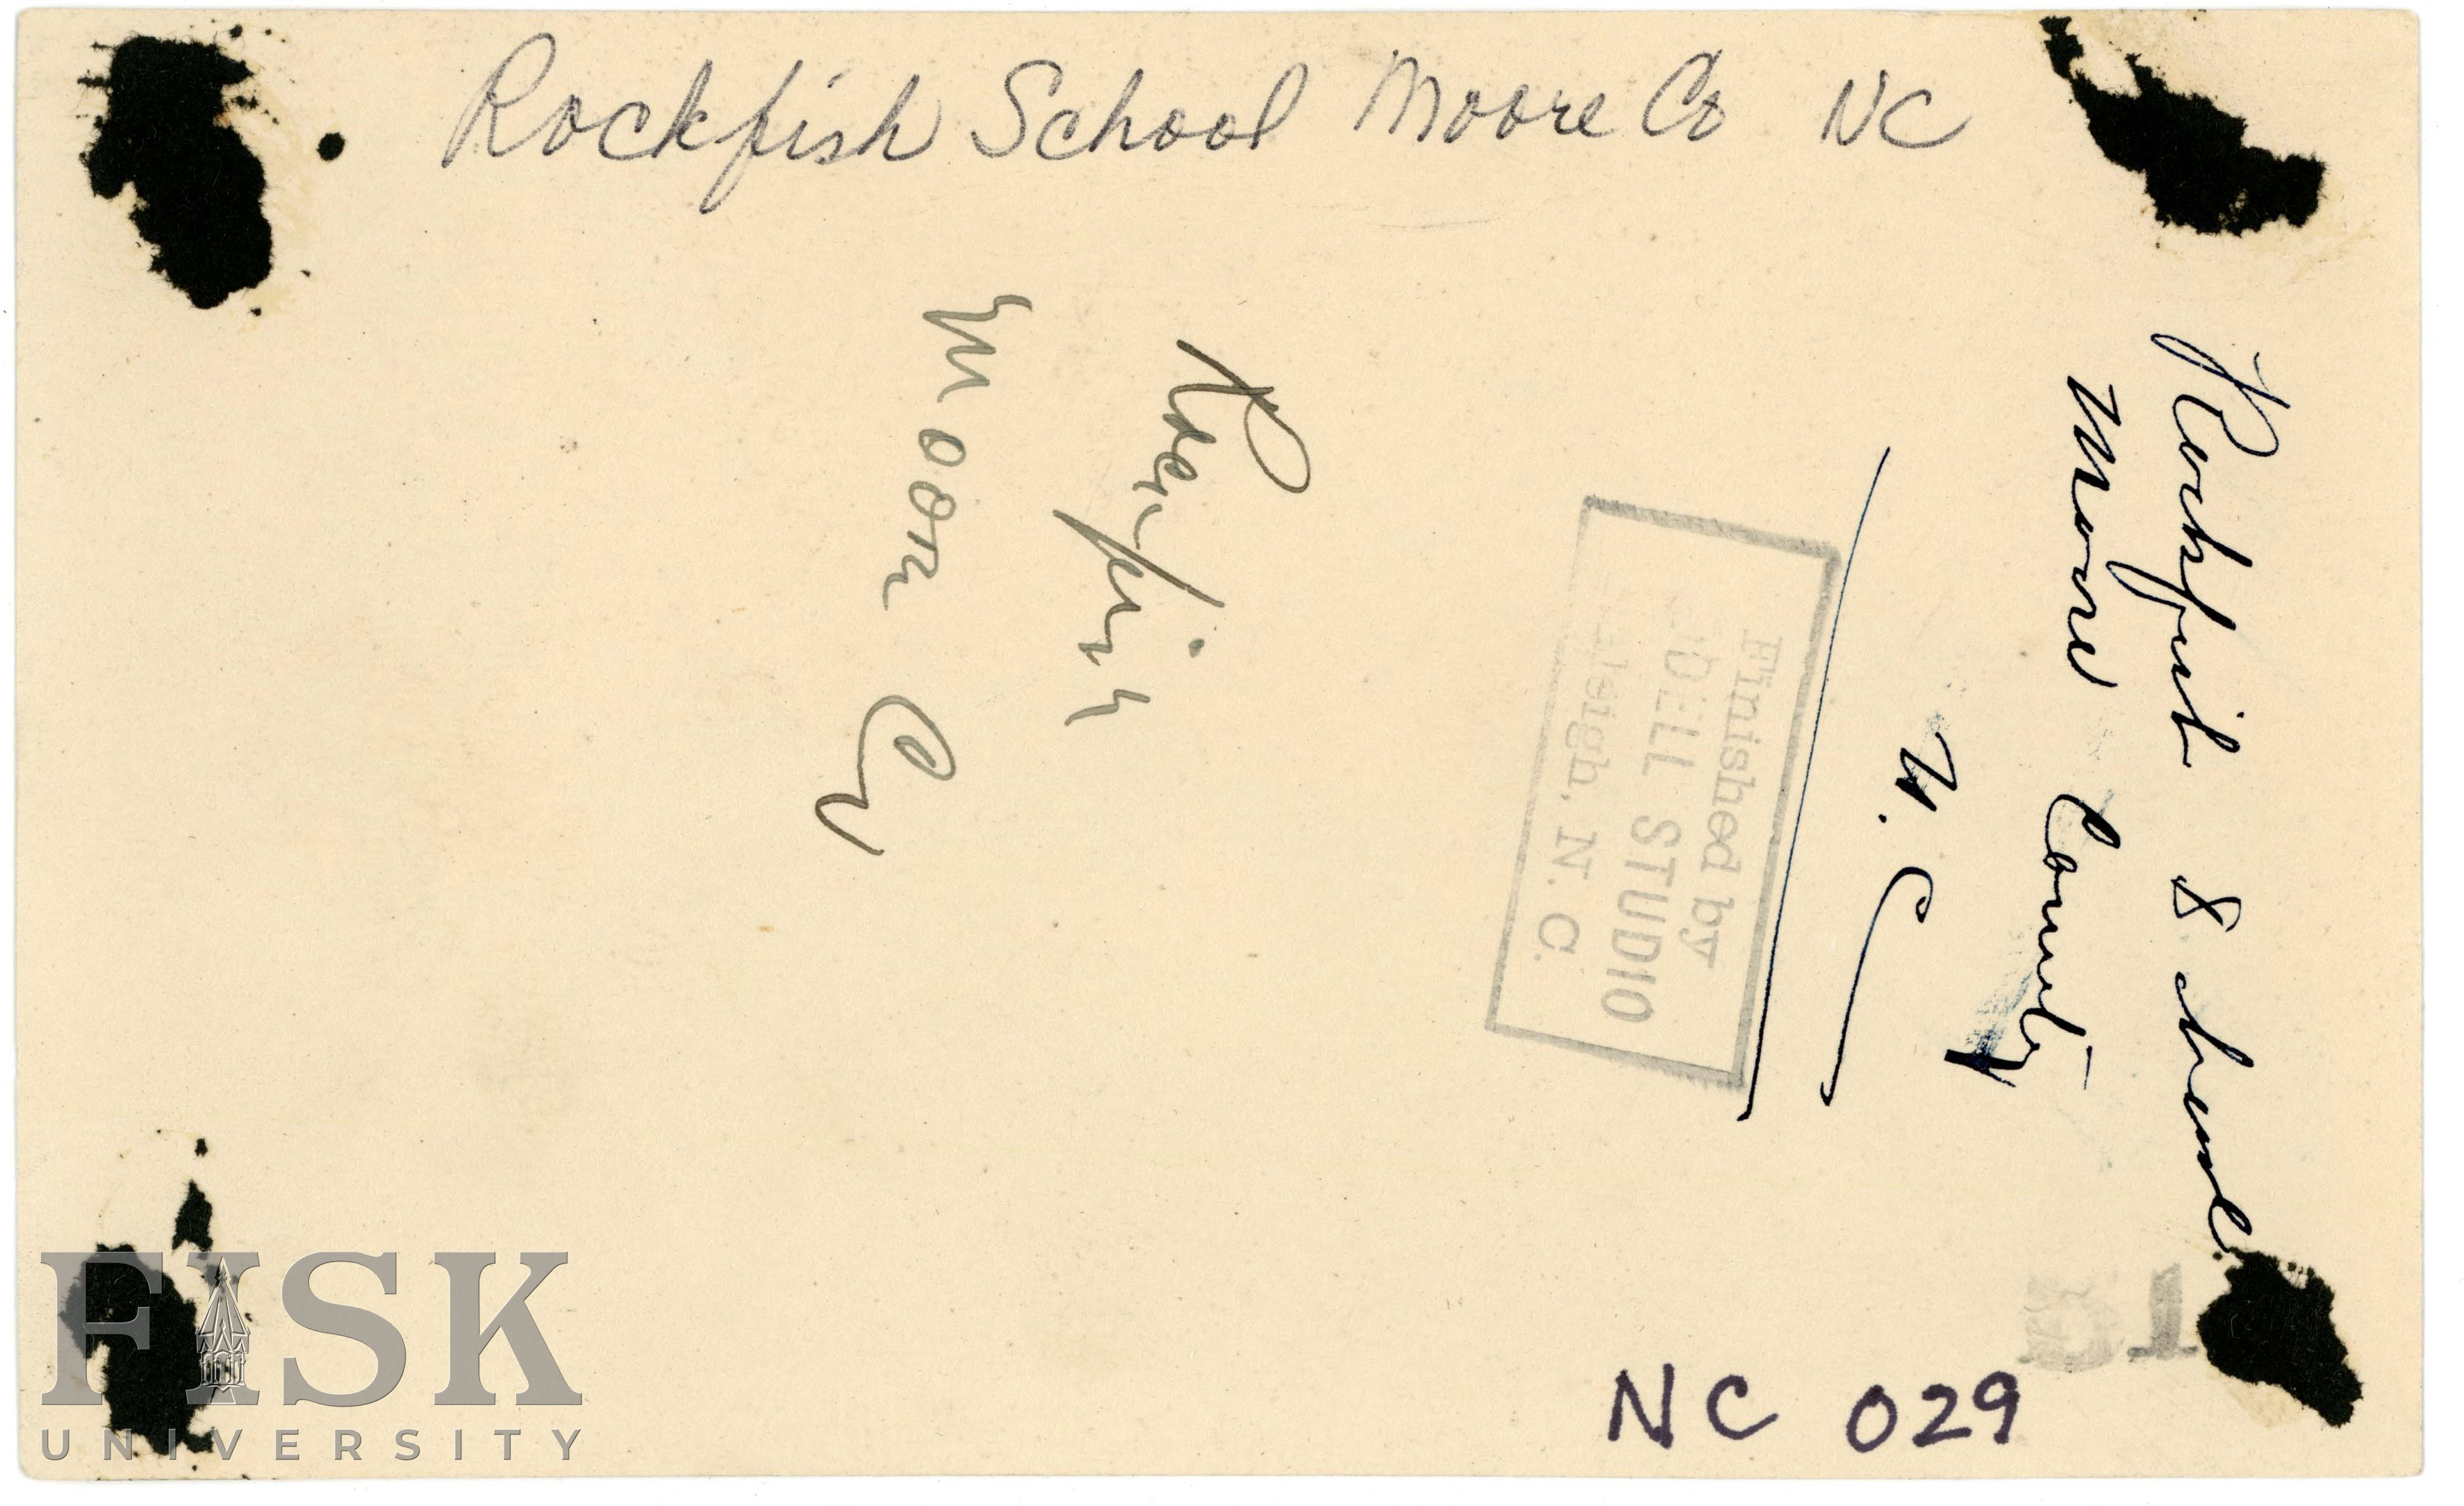 Rockfish School Moore Co NC
Rockfish School
Moore County
N. C
Finished by
DELL STUDIO
leigh, N. C.
Rockfish
Moore Co
NC 029
FISK
UNIVERSITY